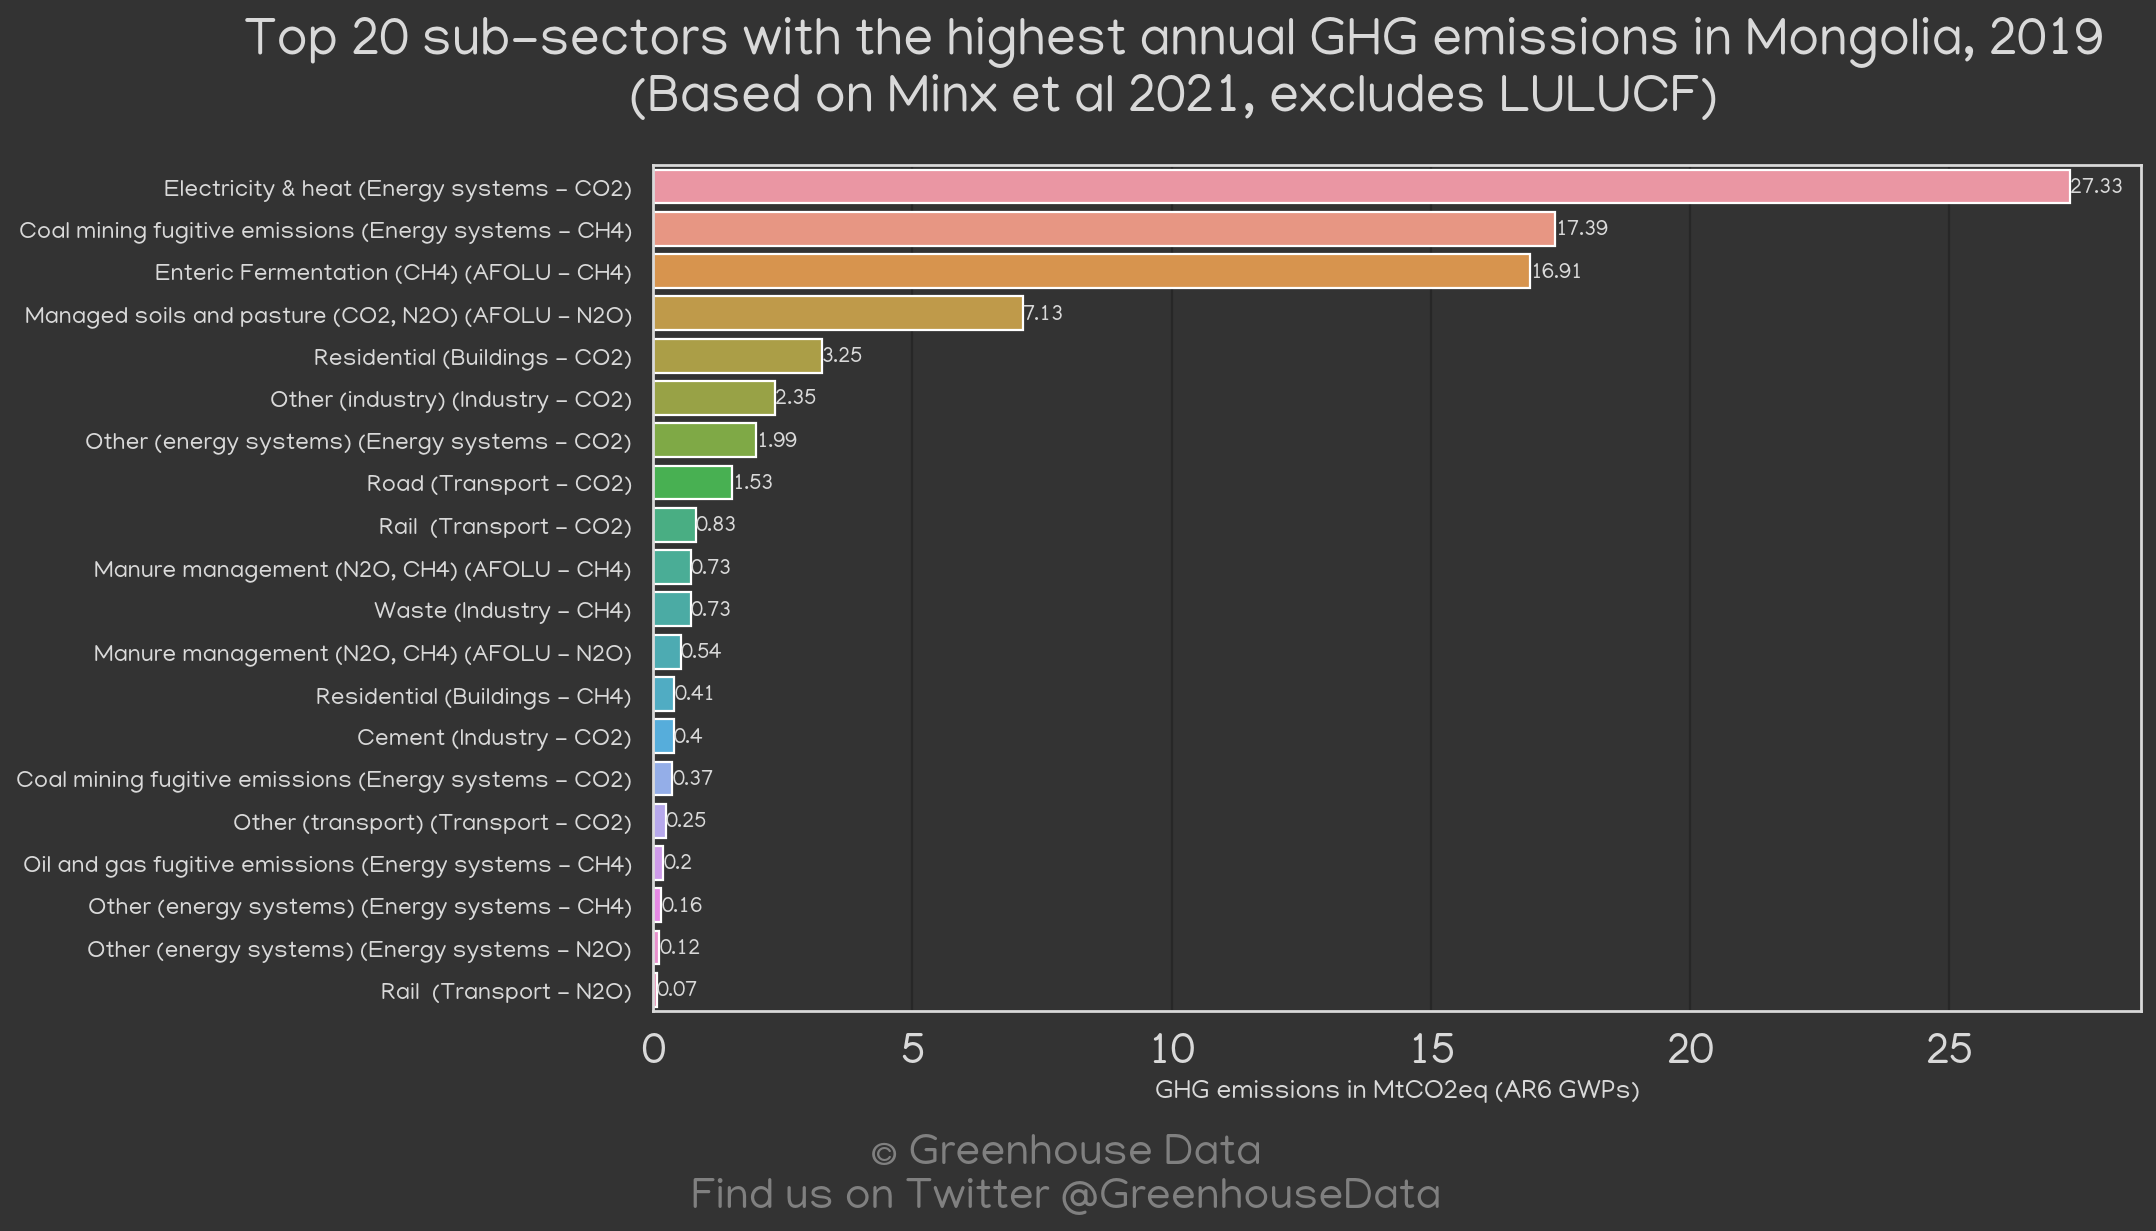 Top 20 sub-sectors with the highest annual GHG emissions in Mongolia, 2019
(Based on Minx et al 2021, excludes LULUCF)
Electricity & heat (Energy systems - CO2) 27.33
Coal mining fugitive emissions (Energy systems - CH4) 17.39
Enteric Fermentation (CH4) (AFOLU - CH4) 16.91
Managed soils and pasture (CO2, N2O) (AFOLU - N2O) 7.13
Residential (Buildings - CO2) 3.25
Other (industry) (Industry - CO2) 2.35
Other (energy systems) (Energy systems - CO2) 1.99
Road (Transport - CO2) 1.53
Rail  (Transport - CO2) 0.83
Manure management (N2O, CH4) (AFOLU - CH4) 0.73
Waste (Industry - CH4) 0.73
Manure management (N2O, CH4) (AFOLU - N2O) 0.54
Residential (Buildings - CH4) 0.41
Cement (Industry - CO2) 0.4
Coal mining fugitive emissions (Energy systems - CO2) 0.37
Other (transport) (Transport - CO2) 0.25
Oil and gas fugitive emissions (Energy systems - CH4) 0.2
Other (energy systems) (Energy systems - CH4) 0.16
Other (energy systems) (Energy systems - N2O) 0.12
Rail  (Transport - N2O) 0.07
0 5 10 15 20 25
GHG emissions in MtCO2eq (AR6 GWPs)
© Greenhouse Data
Find us on Twitter @GreenhouseData